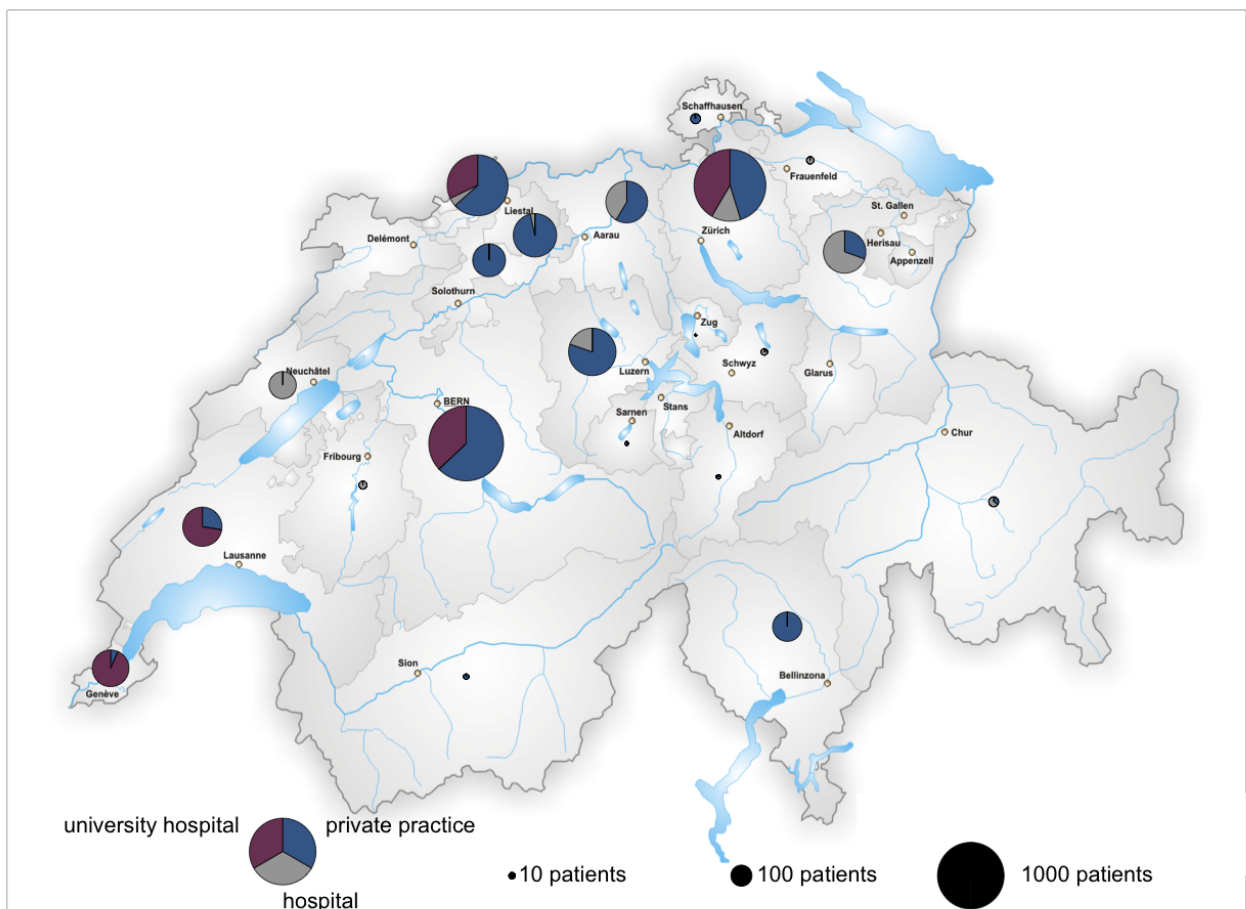 Schaffhausen
Frauenfeld
St. Gallen
Liestal
Herisau
Delémont
Aarau
Zürich
Appenzell
Solothurn
Zug
Neuchâtel
Luzern
Schwyz
Glarus
BERN
Stans
Sarnen
Altdorf
Chur
Fribourg
Lausanne
Sion
Bellinzona
Genève
university hospital
private practice
hospital
10 patients
100 patients
1000 patients